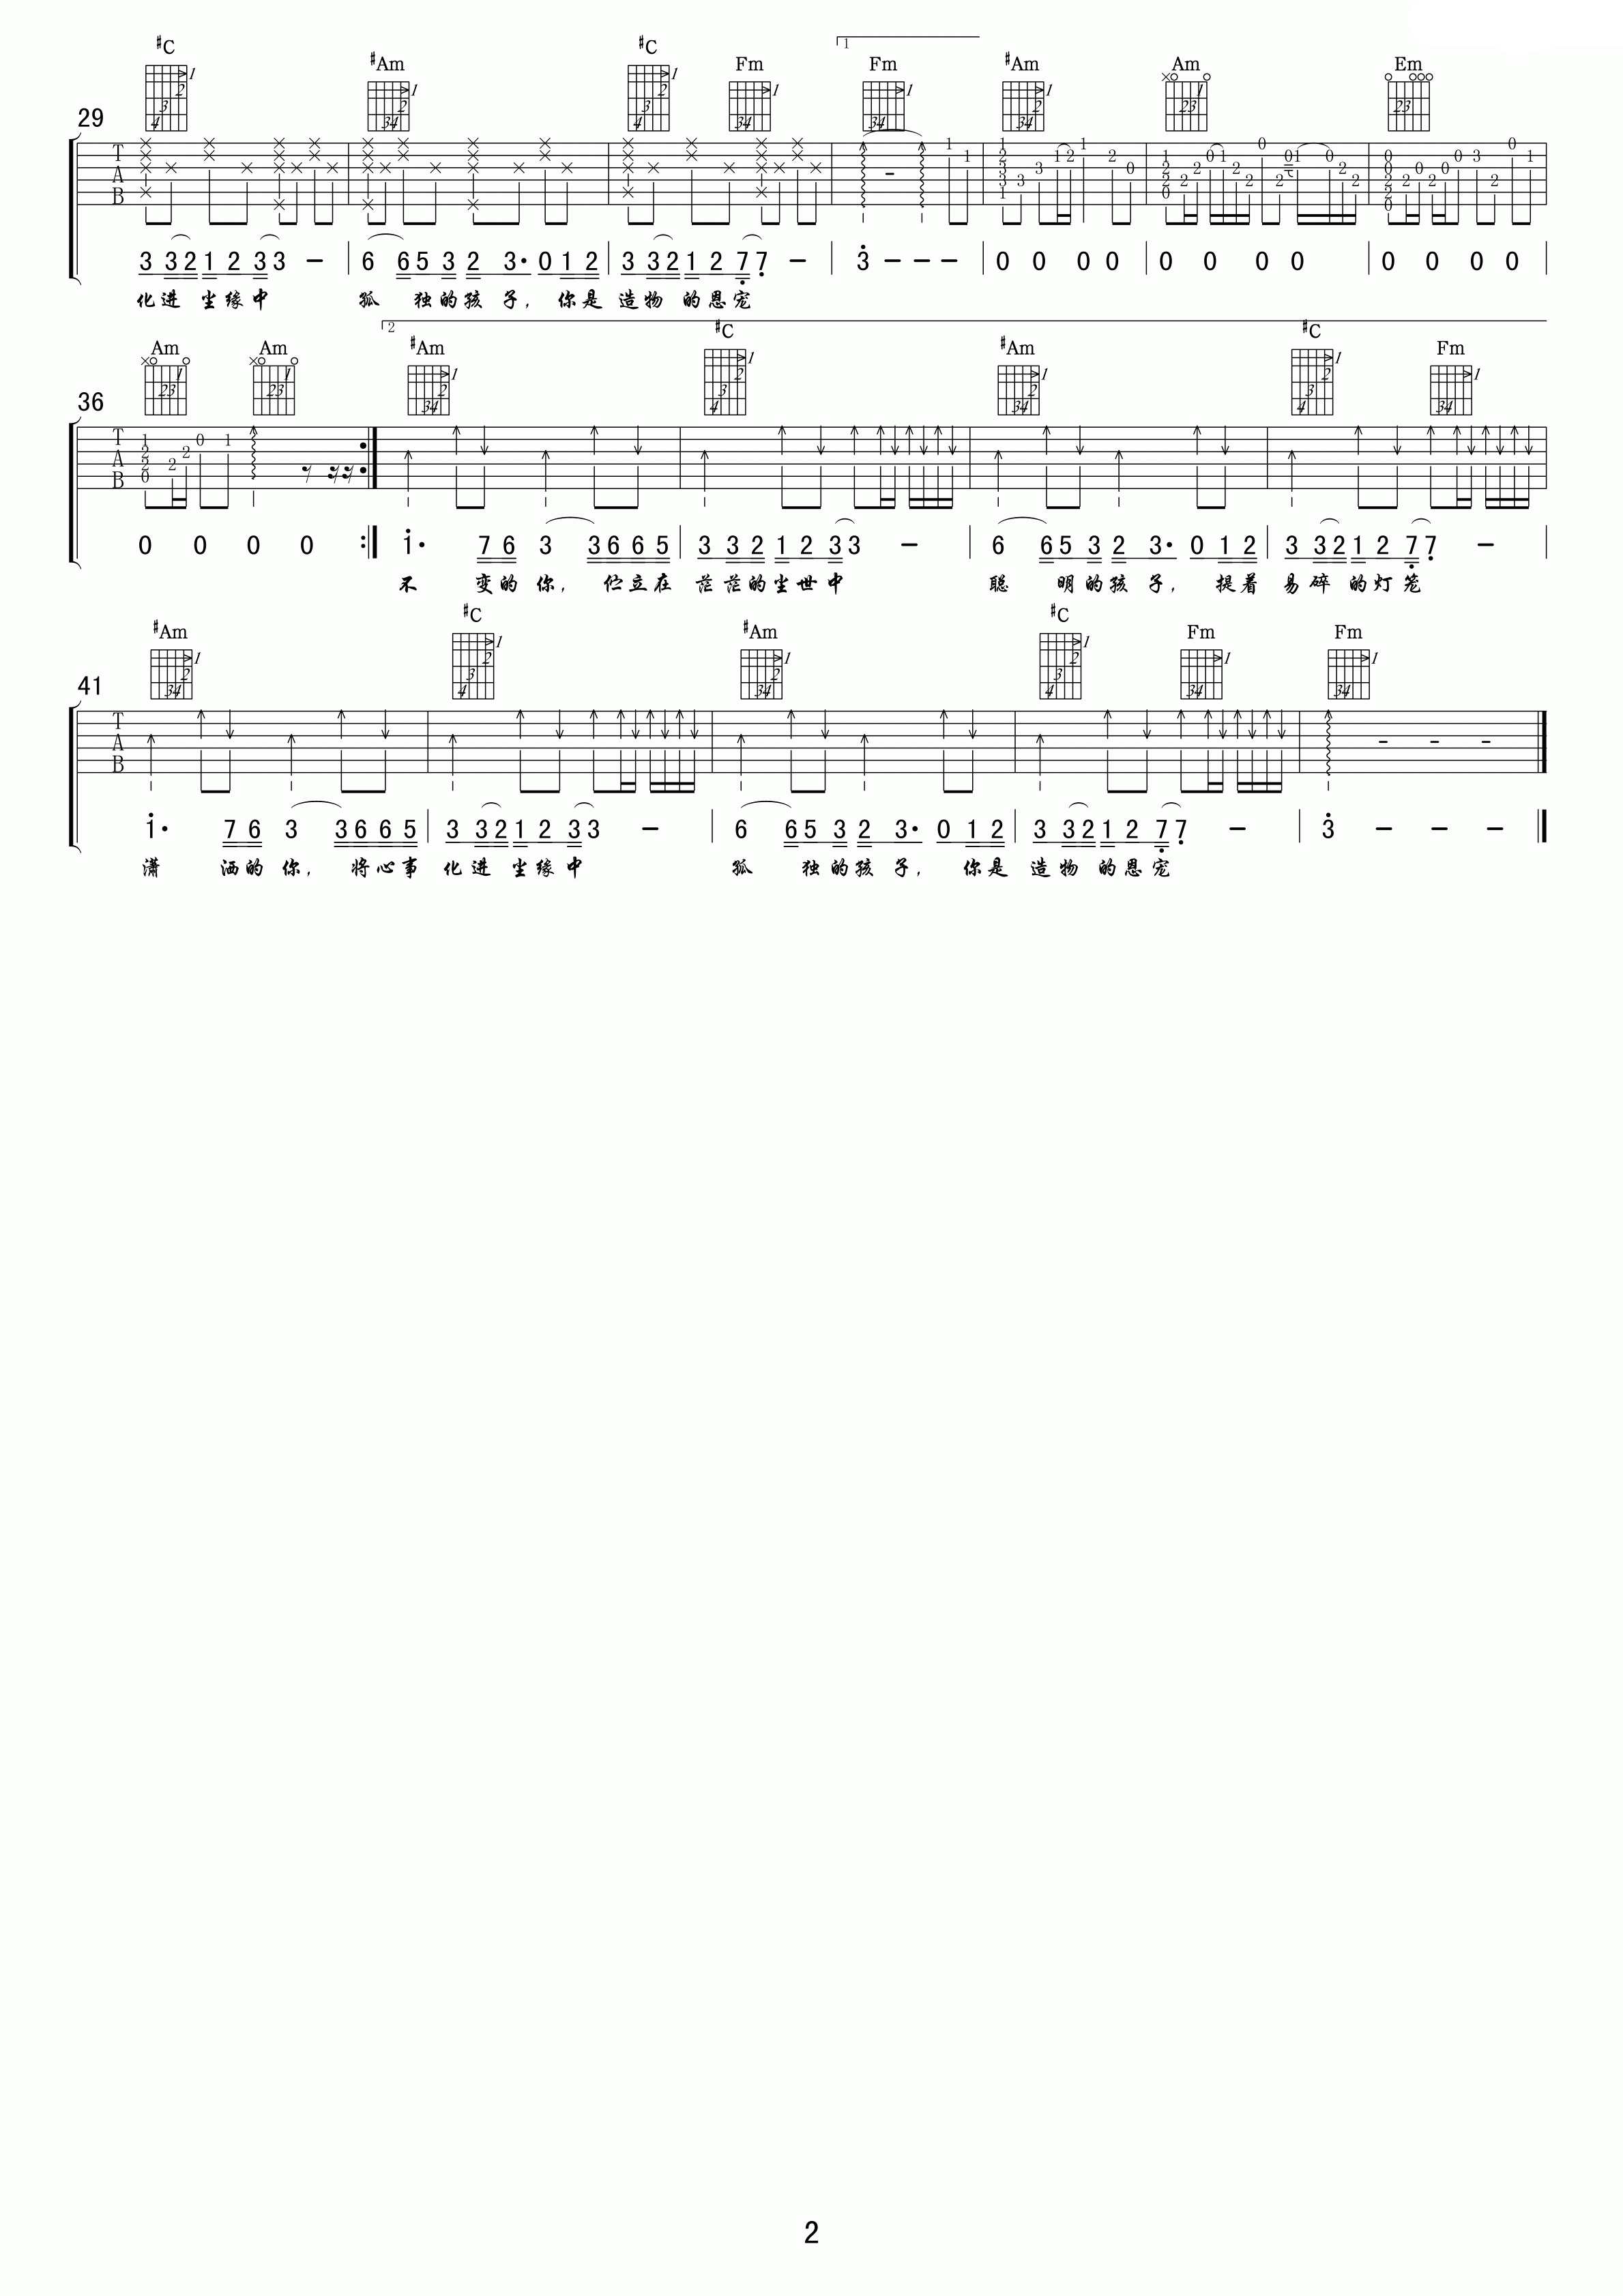 #C #Am #C Fm 1 Fm #Am Am Em
29
3 3 2 1 2 3 3 – | 6 6 5 3 2 3· 0 1 2 | 3 3 2 1 2 7 7 – | 3 – – – | 0 0 0 0 | 0 0 0 0 | 0 0 0 0 |
化进 尘缘中 孤 独的孩 子， 你是 造物 的恩宠
Am Am 2 #Am #C #Am #C Fm
36
0 0 0 0 :| 1· 7 6 3 3 6 6 5 | 3 3 2 1 2 3 3 – | 6 6 5 3 2 3· 0 1 2 | 3 3 2 1 2 7 7 – |
不 变的 你， 伫立在 茫茫的尘世中 聪 明的孩 子， 提着 易碎 的灯笼
#Am #C #Am #C Fm Fm
41
1· 7 6 3 3 6 6 5 | 3 3 2 1 2 3 3 – | 6 6 5 3 2 3· 0 1 2 | 3 3 2 1 2 7 7 – | 3 – – –
潇 洒的 你， 将心事 化进 尘缘中 孤 独的孩 子， 你是 造物 的恩宠
2